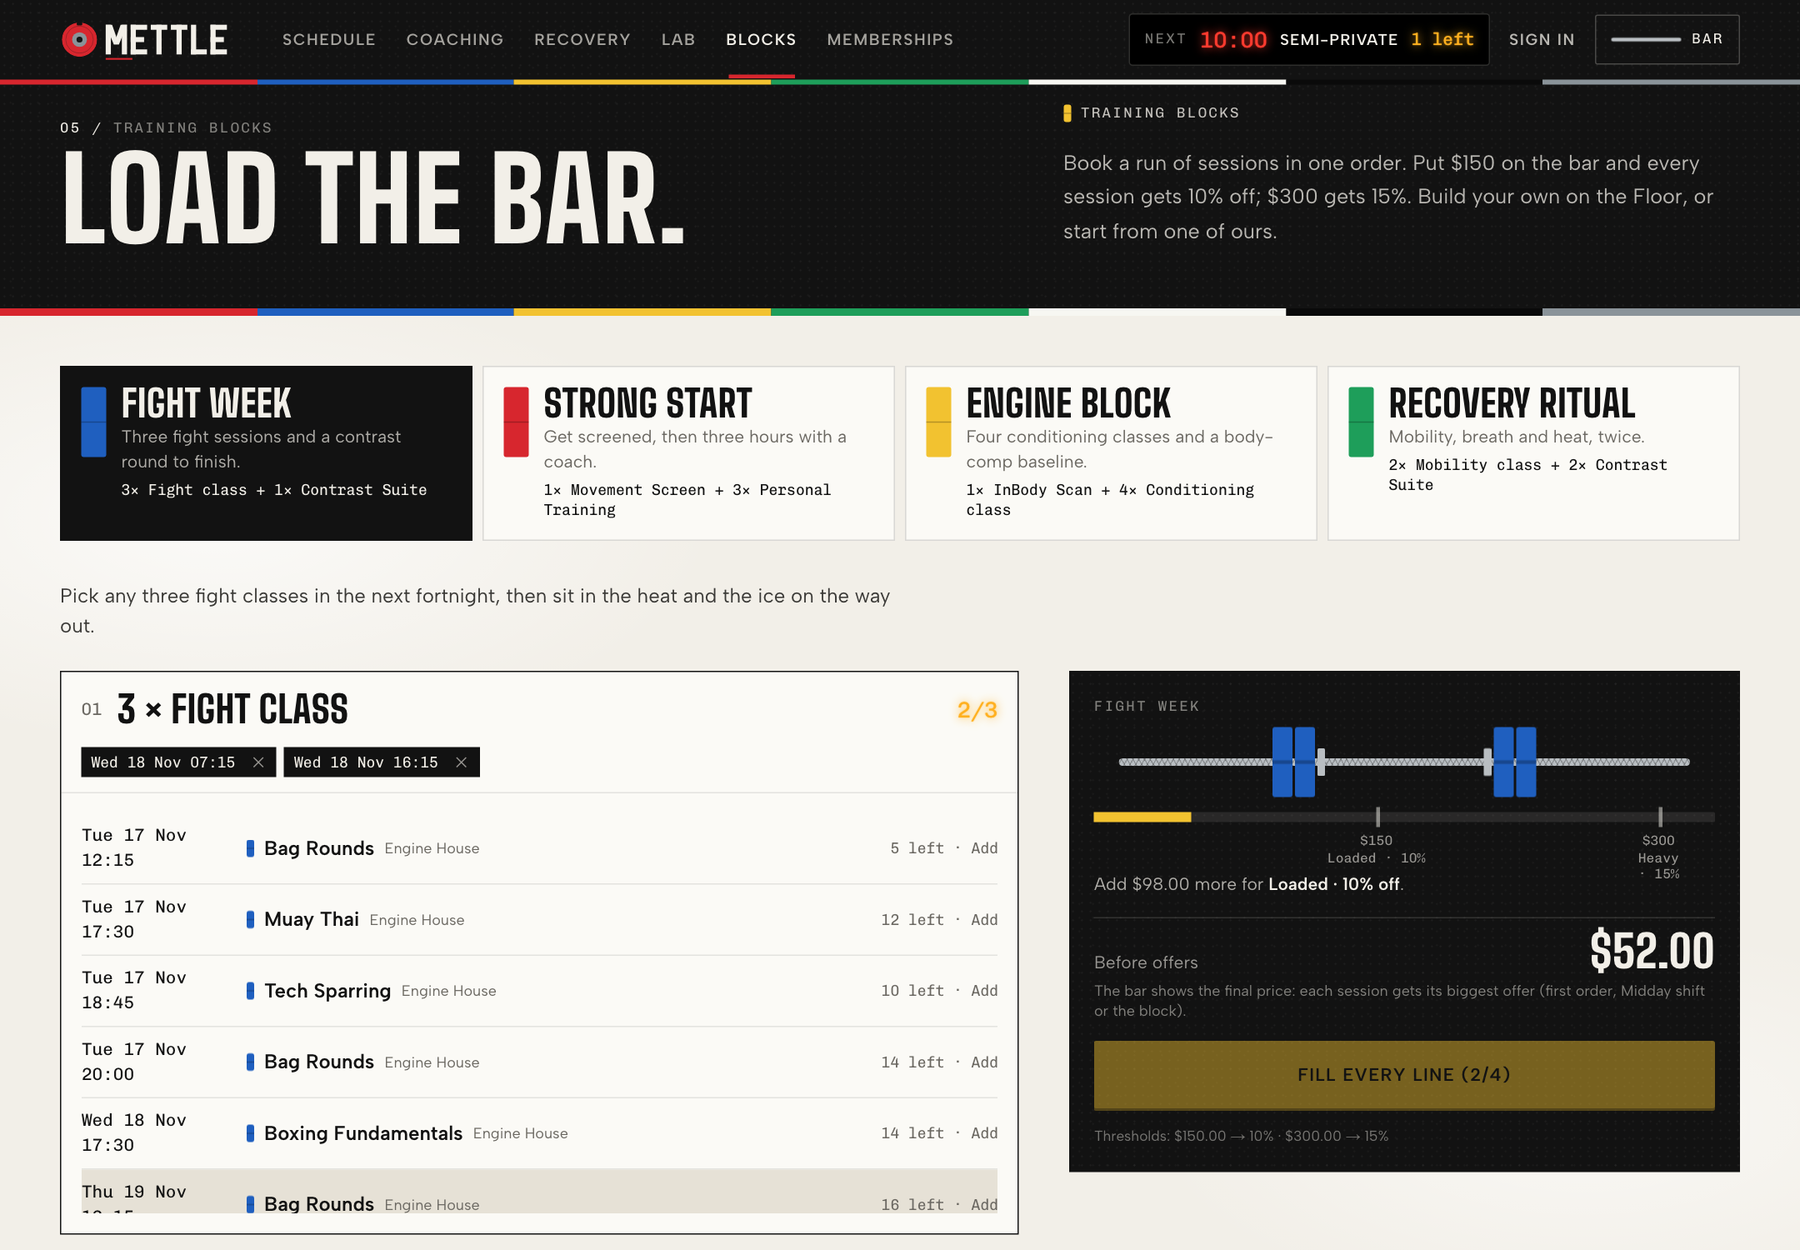 METTLE
SCHEDULE COACHING RECOVERY LAB BLOCKS MEMBERSHIPS
NEXT 10:00 SEMI-PRIVATE 1 left SIGN IN BAR
05 / TRAINING BLOCKS
LOAD THE BAR.
TRAINING BLOCKS
Book a run of sessions in one order. Put $150 on the bar and every
session gets 10% off; $300 gets 15%. Build your own on the Floor, or
start from one of ours.
FIGHT WEEK
Three fight sessions and a contrast
round to finish.
3× Fight class + 1× Contrast Suite
STRONG START
Get screened, then three hours with a
coach.
1× Movement Screen + 3× Personal
Training
ENGINE BLOCK
Four conditioning classes and a body-
comp baseline.
1× InBody Scan + 4× Conditioning
class
RECOVERY RITUAL
Mobility, breath and heat, twice.
2× Mobility class + 2× Contrast
Suite
Pick any three fight classes in the next fortnight, then sit in the heat and the ice on the way
out.
01 3 × FIGHT CLASS 2/3
Wed 18 Nov 07:15 × Wed 18 Nov 16:15 ×
Tue 17 Nov
12:15
Bag Rounds Engine House 5 left · Add
Tue 17 Nov
17:30
Muay Thai Engine House 12 left · Add
Tue 17 Nov
18:45
Tech Sparring Engine House 10 left · Add
Tue 17 Nov
20:00
Bag Rounds Engine House 14 left · Add
Wed 18 Nov
17:30
Boxing Fundamentals Engine House 14 left · Add
Thu 19 Nov
Bag Rounds Engine House 16 left · Add
FIGHT WEEK
$150
Loaded · 10%
$300
Heavy
· 15%
Add $98.00 more for Loaded · 10% off.
Before offers $52.00
The bar shows the final price: each session gets its biggest offer (first order, Midday shift
or the block).
FILL EVERY LINE (2/4)
Thresholds: $150.00 → 10% · $300.00 → 15%